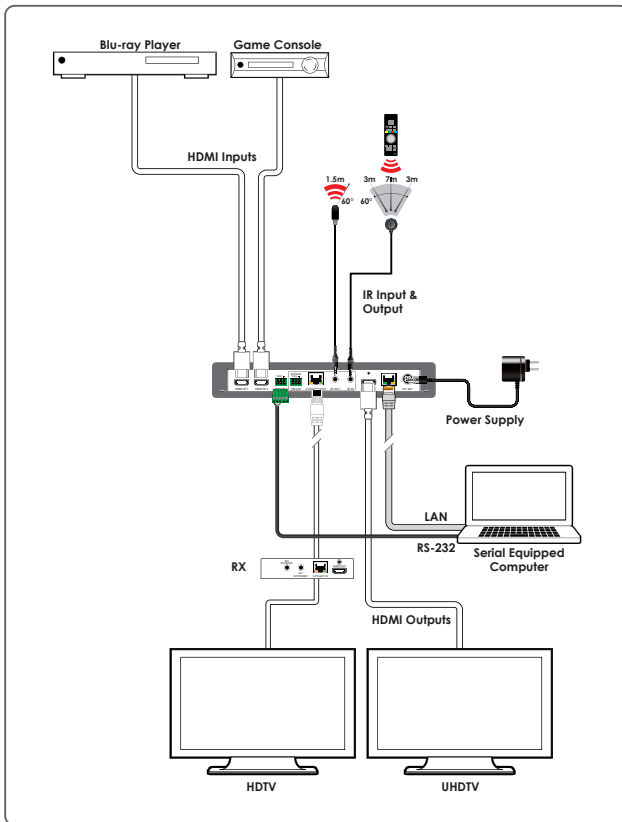 Blu-ray Player
Game Console
HDMI Inputs
1.5m
60°
3m
7m
3m
60°
IR Input &
Output
Power Supply
LAN
RS-232
Serial Equipped
Computer
RX
HDMI Outputs
HDTV
UHDTV